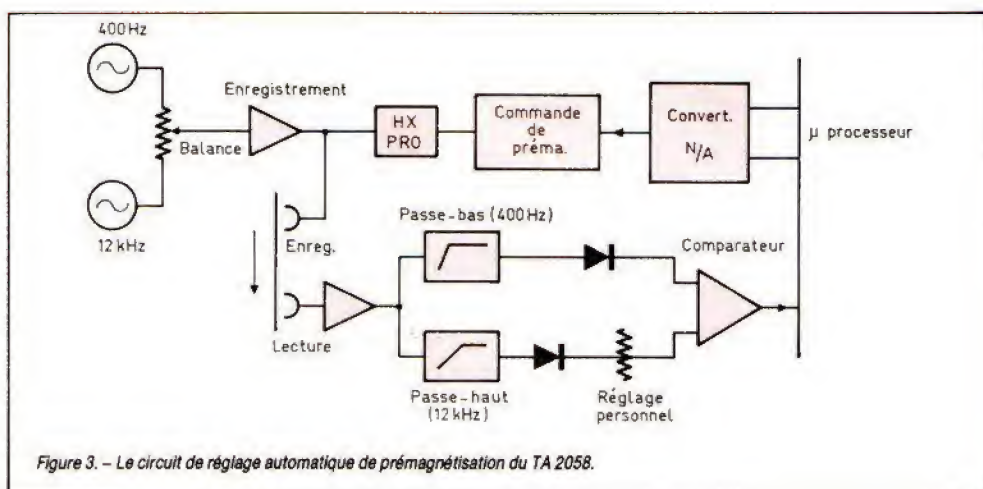 400Hz
Enregistrement
Balance
12 kHz
HX
PRO
Commande
de
préma.
Convert.
N/A
µ processeur
Enreg.
Lecture
Passe-bas (400Hz)
Passe-haut
(12 kHz)
Réglage
personnel
Comparateur
Figure 3. – Le circuit de réglage automatique de prémagnétisation du TA 2058.